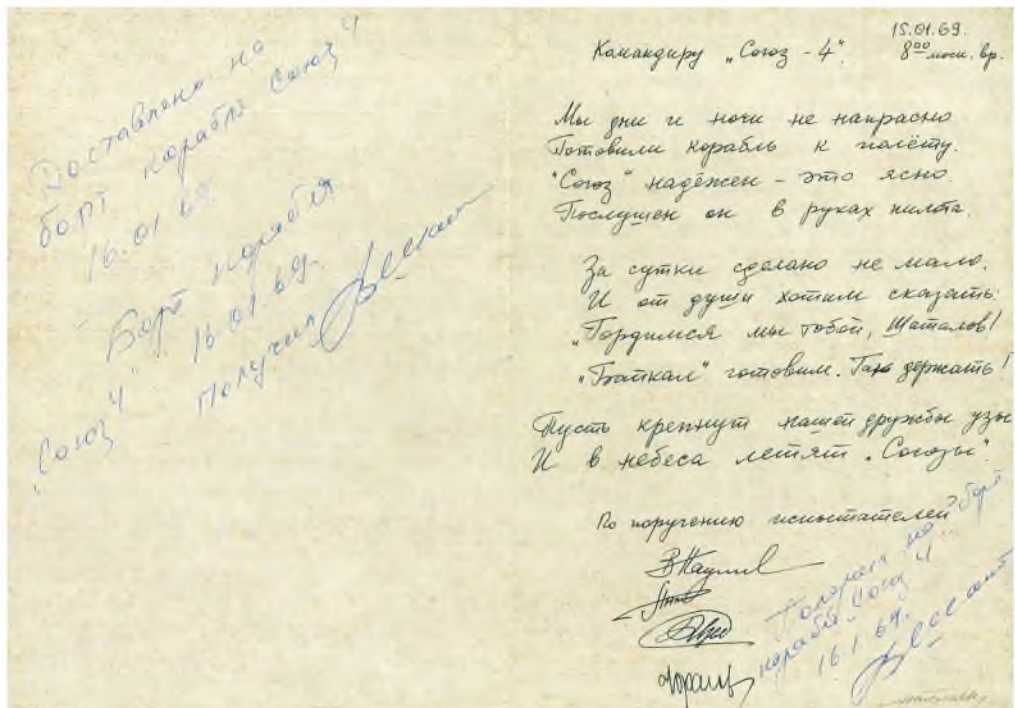 Доставлено на
борт корабля Союз 4
16.01.69
Борт корабля
"Союз 4" 16.01.69.
Получил
15.01.69.
Командиру „Союз - 4". 8⁰⁰ моск. вр.
Мы дни и ночи не напрасно
Готовили корабль к полёту.
"Союз" надёжен - это ясно.
Послушен он в руках пилота.
За сутки сделано не мало.
И от души хотим сказать:
„Гордимся мы тобой, Шаталов!
„Байкал" готовим. Так держать!
Пусть крепнут нашей дружбы узы
И в небеса летят „Союзы".
По поручению испытателей
на борт
корабля Союз 4
16.1.69.